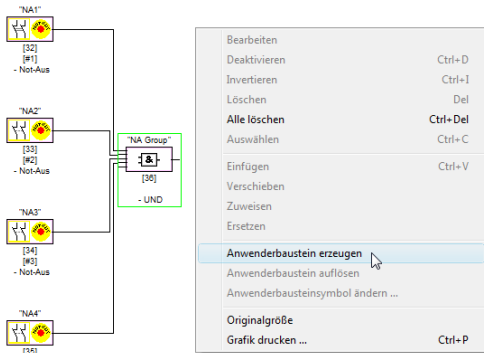 "NA1"
[32]
[#1]
- Not-Aus
"NA2"
[33]
[#2]
- Not-Aus
"NA Group"
&
[36]
- UND
"NA3"
[34]
[#3]
- Not-Aus
"NA4"
[35]
Bearbeiten
Deaktivieren Ctrl+D
Invertieren Ctrl+I
Löschen Del
Alle löschen Ctrl+Del
Auswählen Ctrl+C
Einfügen Ctrl+V
Verschieben
Zuweisen
Ersetzen
Anwenderbaustein erzeugen
Anwenderbaustein auflösen
Anwenderbausteinsymbol ändern ...
Originalgröße
Grafik drucken ... Ctrl+P